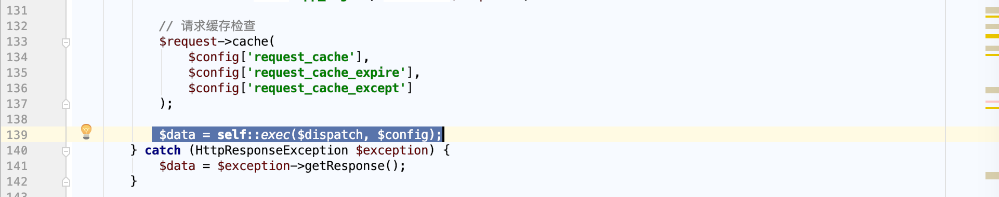 131
132 // 请求缓存检查
133 $request->cache(
134 $config['request_cache'],
135 $config['request_cache_expire'],
136 $config['request_cache_except']
137 );
138
139 $data = self::exec($dispatch, $config);
140 } catch (HttpResponseException $exception) {
141 $data = $exception->getResponse();
142 }
143